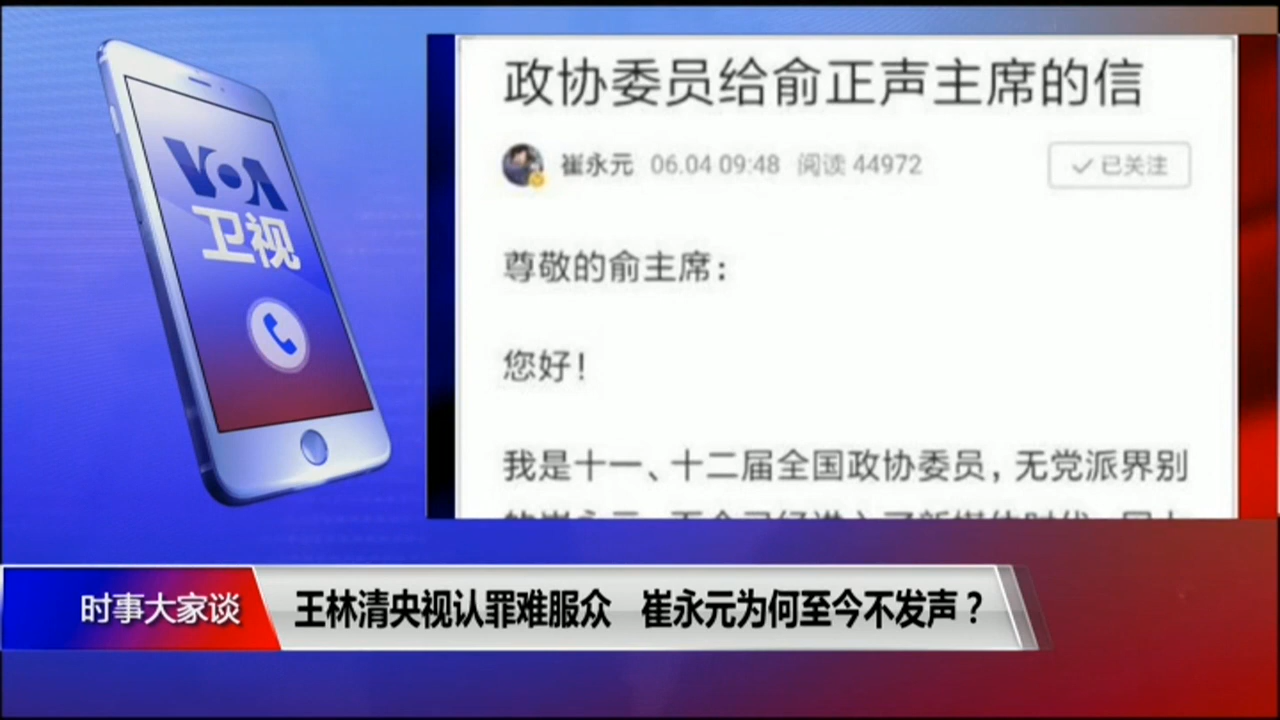 VOA
卫视
政协委员给俞正声主席的信
崔永元 06.04 09:48 阅读 44972
已关注
尊敬的俞主席：
您好！
我是十一、十二届全国政协委员，无党派界别
时事大家谈
王林清央视认罪难服众 崔永元为何至今不发声？